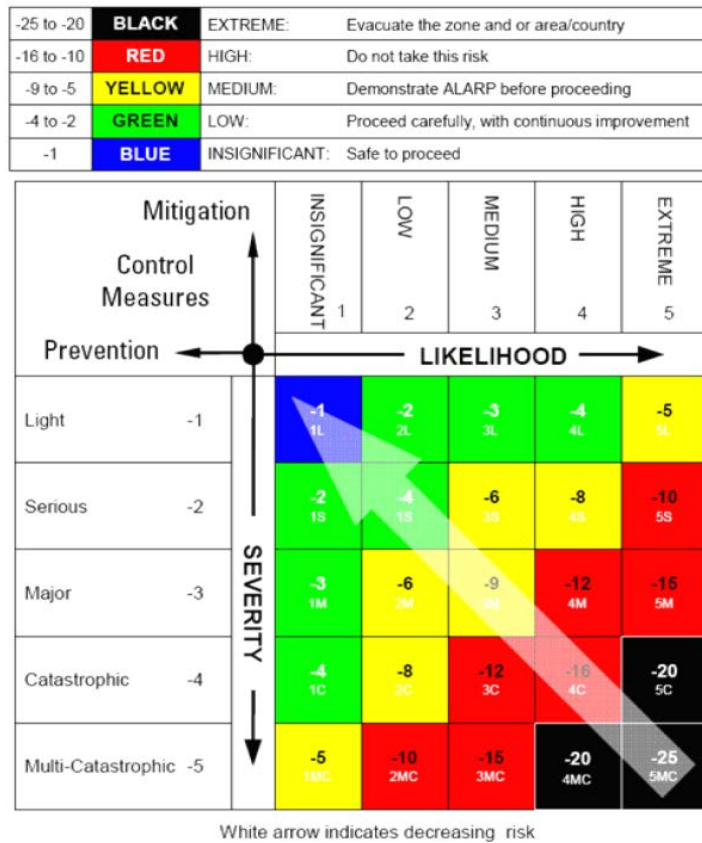 -25 to -20 BLACK EXTREME: Evacuate the zone and or area/country
-16 to -10 RED HIGH: Do not take this risk
-9 to -5 YELLOW MEDIUM: Demonstrate ALARP before proceeding
-4 to -2 GREEN LOW: Proceed carefully, with continuous improvement
-1 BLUE INSIGNIFICANT: Safe to proceed
Mitigation
Control
Measures
Prevention
INSIGNIFICANT 1
LOW 2
MEDIUM 3
HIGH 4
EXTREME 5
LIKELIHOOD
SEVERITY
Light -1 -1 -2 -3 -4 -5
1L 2L 3L 4L 5L
Serious -2 -2 -4 -6 -8 -10
1S 1S 3S 4S 5S
Major -3 -3 -6 -9 -12 -15
1M 2M 3M 4M 5M
Catastrophic -4 -4 -8 -12 -16 -20
1C 2C 3C 4C 5C
Multi-Catastrophic -5 -5 -10 -15 -20 -25
1MC 2MC 3MC 4MC 5MC
White arrow indicates decreasing risk